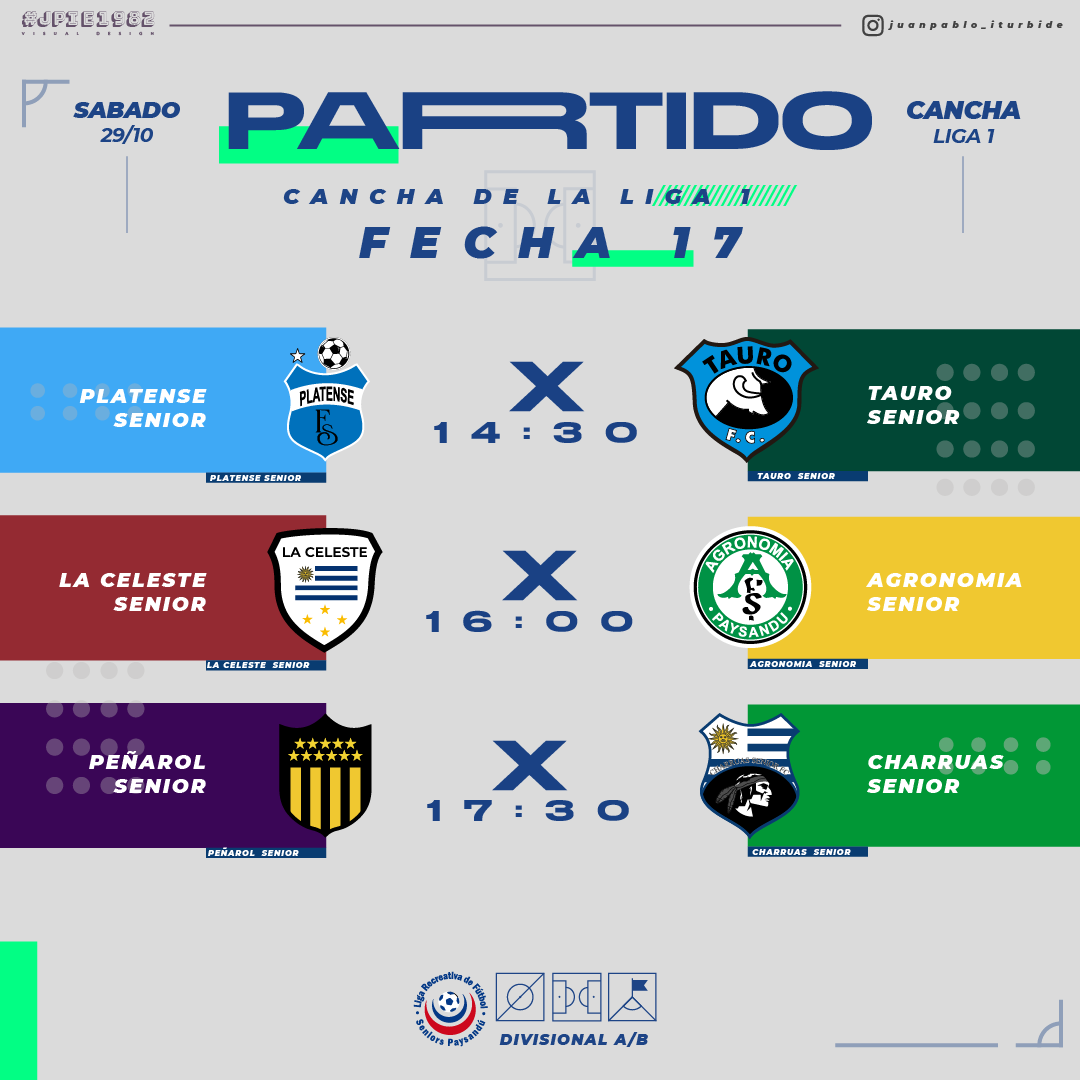 #JPIE1982
VISUAL DESIGN
juanpablo_iturbide
SABADO
29/10
PARTIDO
CANCHA
LIGA 1
CANCHA DE LA LIGA 1
FECHA 17
PLATENSE
SENIOR
PLATENSE
FS
PLATENSE SENIOR
14:30
X
TAURO
F.C.
TAURO
SENIOR
TAURO SENIOR
LA CELESTE
SENIOR
LA CELESTE
LA CELESTE SENIOR
X
16:00
AGRONOMIA
PAYSANDU
AGRONOMIA
SENIOR
AGRONOMIA SENIOR
PEÑAROL
SENIOR
PEÑAROL SENIOR
X
17:30
CHARRUAS SENIOR FC
CHARRUAS
SENIOR
CHARRUAS SENIOR
Liga Recreativa de Fútbol
Seniors Paysandú
DIVISIONAL A/B